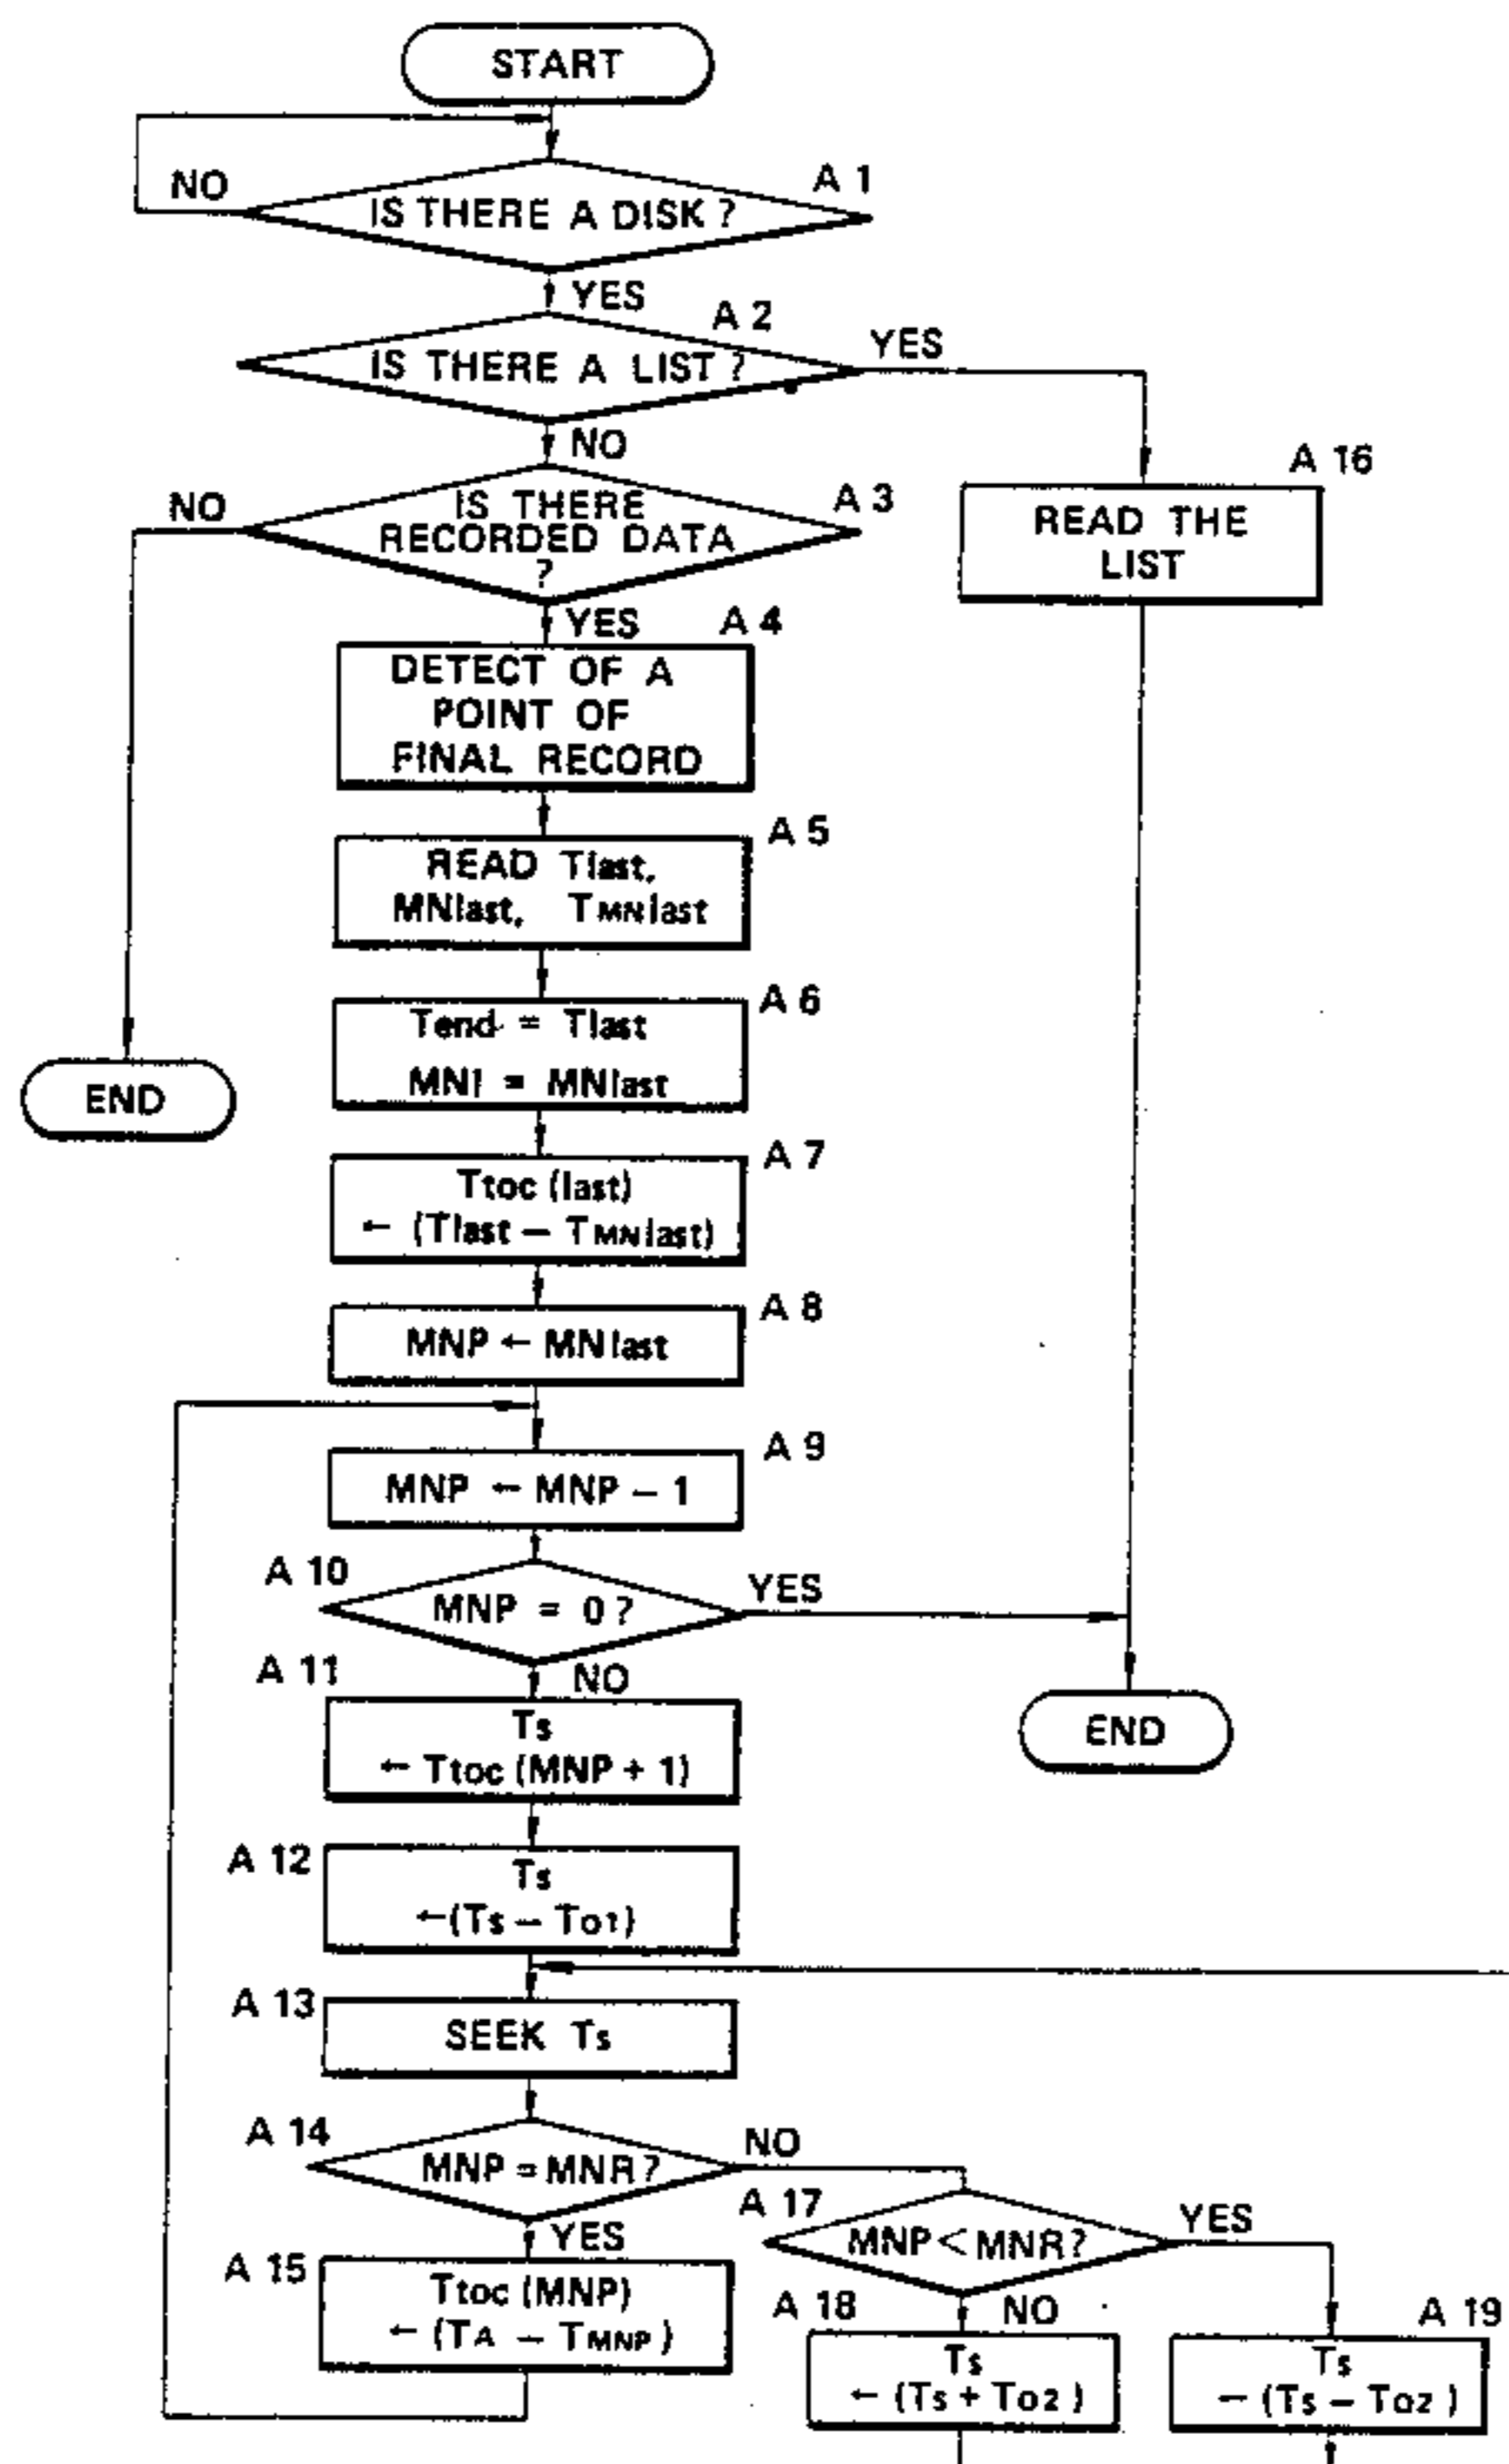 START
NO
A 1
IS THERE A DISK ?
YES
A 2
IS THERE A LIST ?
YES
NO
A 16
NO
IS THERE
RECORDED DATA
?
A 3
READ THE
LIST
YES
A 4
DETECT OF A
POINT OF
FINAL RECORD
A 5
READ Tlast,
MNlast, TMNlast
A 6
Tend = Tlast
MNf = MNlast
END
A 7
Ttoc (last)
← (Tlast − TMNlast)
A 8
MNP ← MNlast
A 9
MNP ← MNP − 1
A 10
MNP = 0 ?
YES
A 11
NO
Ts
← Ttoc (MNP + 1)
END
A 12
Ts
←(Ts − To1)
A 13
SEEK Ts
A 14
MNP = MNR ?
NO
A 17
MNP < MNR ?
YES
YES
A 15
Ttoc (MNP)
← (TA − TMNP)
A 18
NO
A 19
Ts
← (Ts + To2)
Ts
← (Ts − To2)